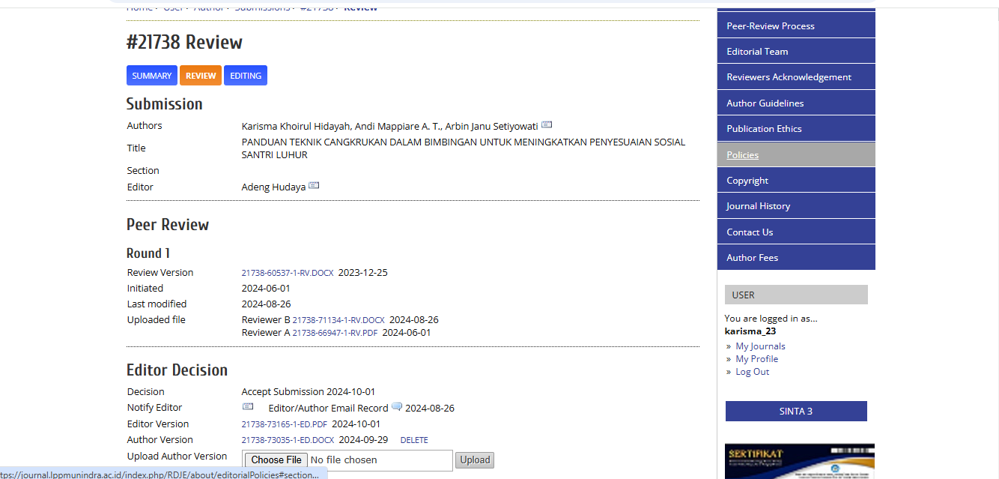 Home > User > Author > Submissions > #21738 > Review
#21738 Review
SUMMARY REVIEW EDITING
Submission
Authors Karisma Khoirul Hidayah, Andi Mappiare A. T., Arbin Janu Setiyowati
Title PANDUAN TEKNIK CANGKRUKAN DALAM BIMBINGAN UNTUK MENINGKATKAN PENYESUAIAN SOSIAL
SANTRI LUHUR
Section
Editor Adeng Hudaya
Peer Review
Round 1
Review Version 21738-60537-1-RV.DOCX 2023-12-25
Initiated 2024-06-01
Last modified 2024-08-26
Uploaded file Reviewer B 21738-71134-1-RV.DOCX 2024-08-26
Reviewer A 21738-66947-1-RV.PDF 2024-06-01
Editor Decision
Decision Accept Submission 2024-10-01
Notify Editor Editor/Author Email Record 2024-08-26
Editor Version 21738-73165-1-ED.PDF 2024-10-01
Author Version 21738-73035-1-ED.DOCX 2024-09-29 DELETE
Upload Author Version Choose File No file chosen Upload
tps://journal.lppmunindra.ac.id/index.php/RDJE/about/editorialPolicies#section...
Peer-Review Process
Editorial Team
Reviewers Acknowledgement
Author Guidelines
Publication Ethics
Policies
Copyright
Journal History
Contact Us
Author Fees
USER
You are logged in as...
karisma_23
» My Journals
» My Profile
» Log Out
SINTA 3
SERTIFIKAT